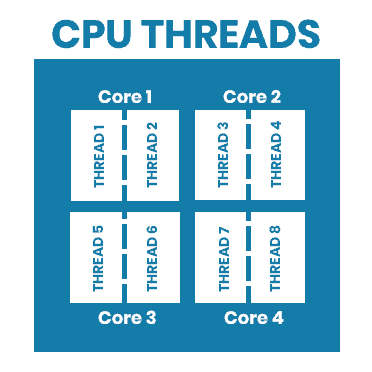 CPU THREADS
Core 1
Core 2
THREAD 1
THREAD 2
THREAD 3
THREAD 4
THREAD 5
THREAD 6
THREAD 7
THREAD 8
Core 3
Core 4